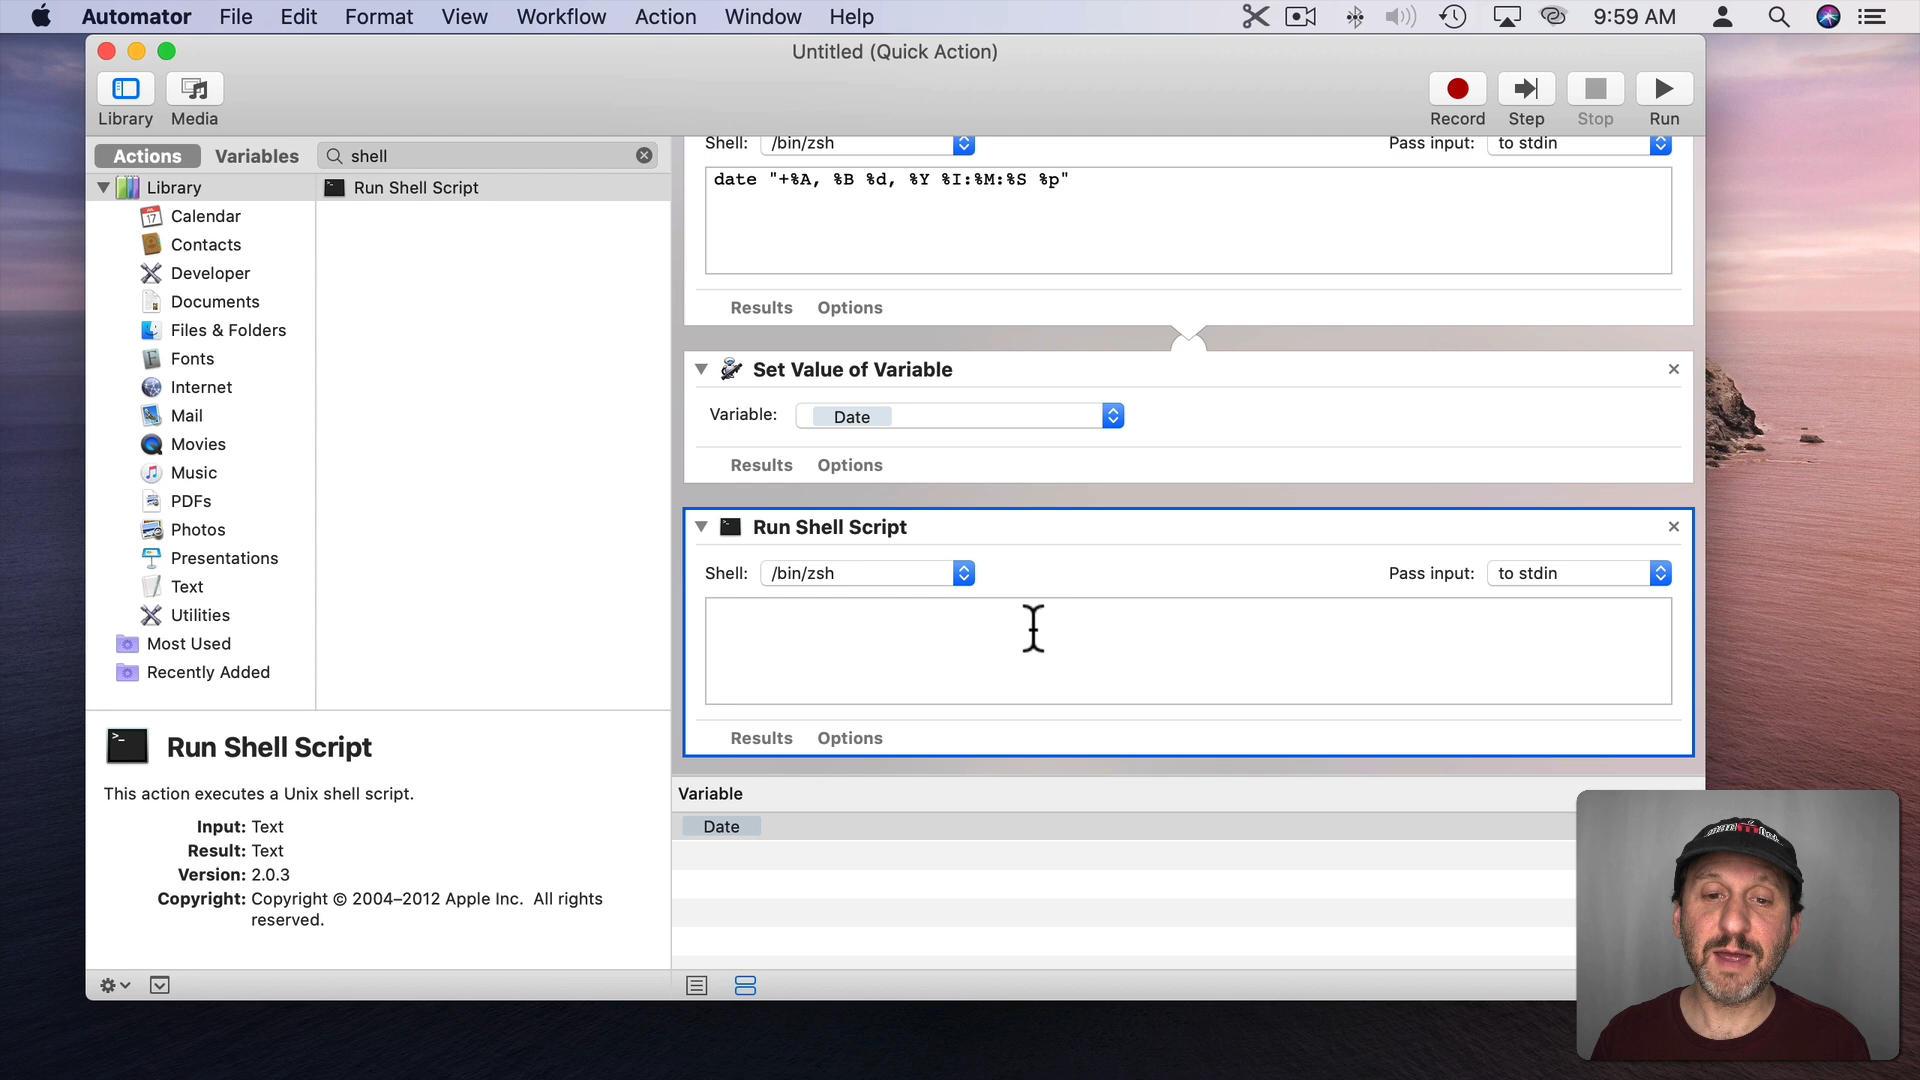 Automator File Edit Format View Workflow Action Window Help 9:59 AM
Untitled (Quick Action)
Library Media Record Step Stop Run
Actions Variables shell
Library
Calendar
Contacts
Developer
Documents
Files & Folders
Fonts
Internet
Mail
Movies
Music
PDFs
Photos
Presentations
Text
Utilities
Most Used
Recently Added
Run Shell Script
Shell: /bin/zsh Pass input: to stdin
date "+%A, %B %d, %Y %I:%M:%S %p"
Results Options
Set Value of Variable
Variable: Date
Results Options
Run Shell Script
Shell: /bin/zsh Pass input: to stdin
Results Options
Variable
Date
Run Shell Script
This action executes a Unix shell script.
Input: Text
Result: Text
Version: 2.0.3
Copyright: Copyright © 2004–2012 Apple Inc. All rights
reserved.